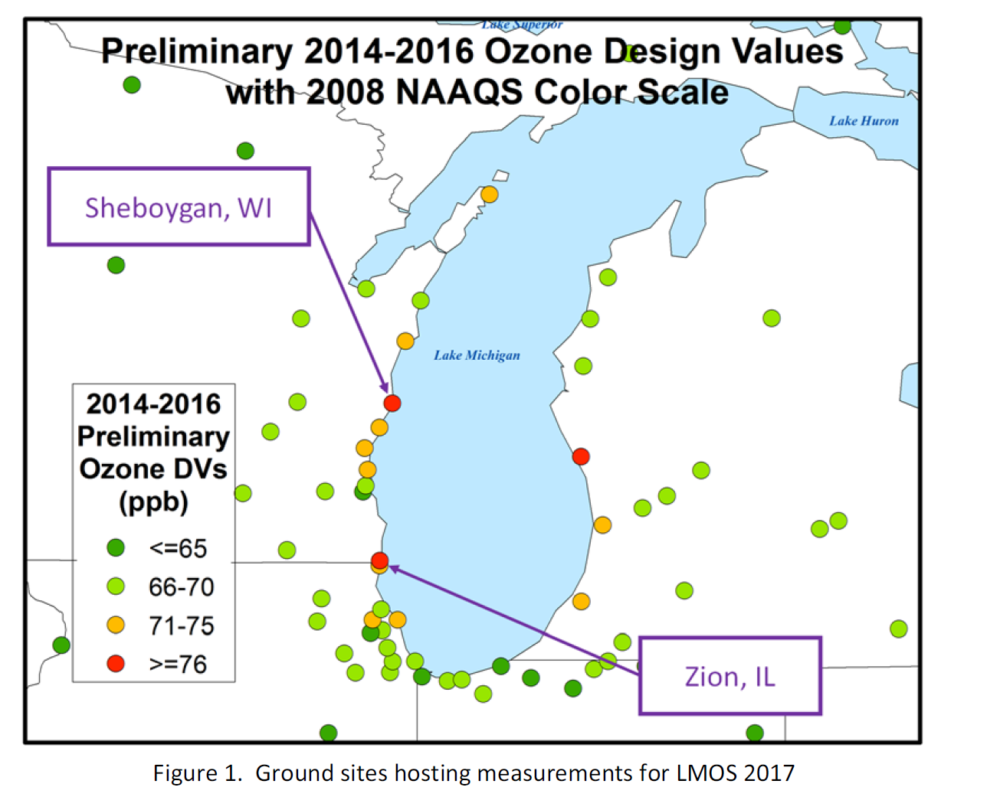 Lake Superior
Preliminary 2014-2016 Ozone Design Values
with 2008 NAAQS Color Scale
Lake Huron
Sheboygan, WI
Lake Michigan
2014-2016
Preliminary
Ozone DVs
(ppb)
<=65
66-70
71-75
>=76
Zion, IL
Figure 1.  Ground sites hosting measurements for LMOS 2017